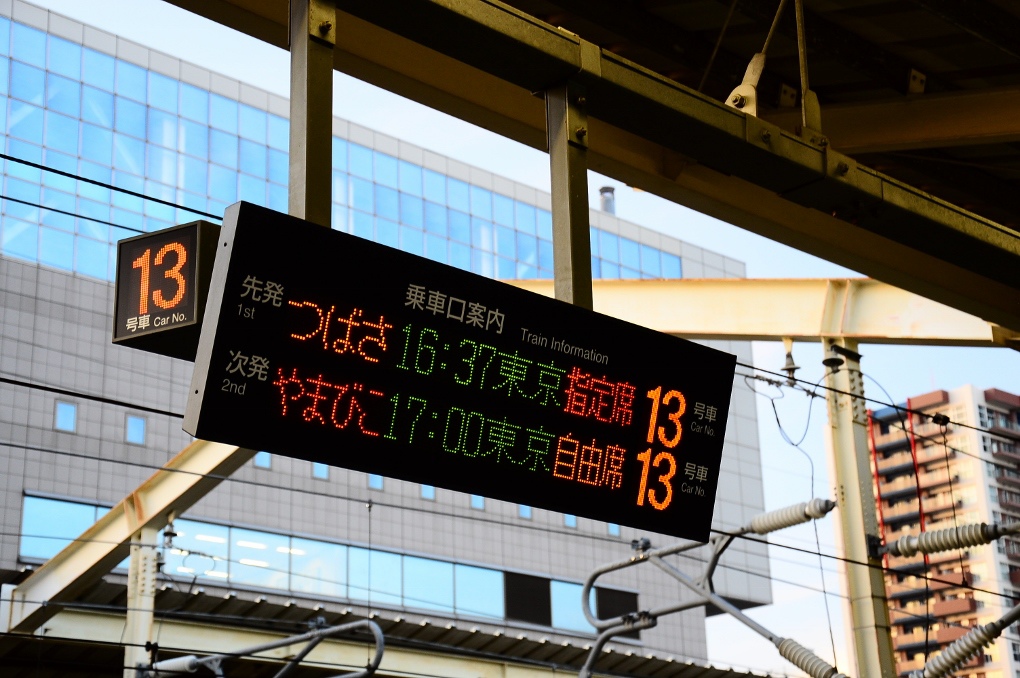 13
号車 Car No.
乗車口案内 Train Information
先発 つばさ 16:37 東京 指定席 13 号車
1st Car No.
次発 やまびこ 17:00 東京 自由席 13 号車
2nd Car No.